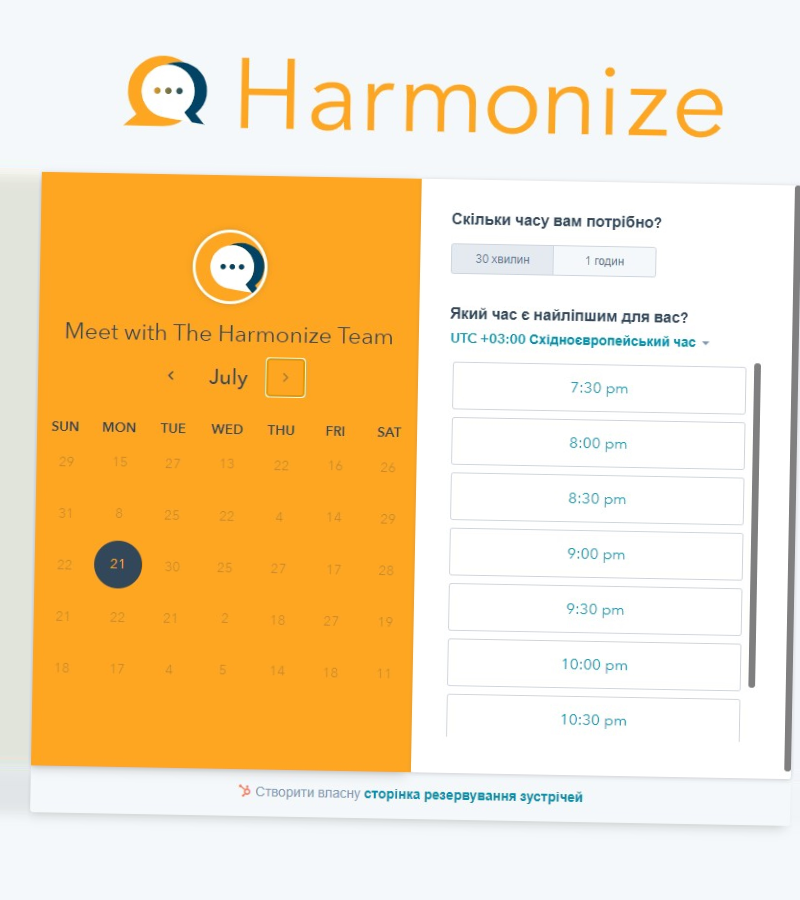 Harmonize
Meet with The Harmonize Team
July
SUN MON TUE WED THU FRI SAT
29 15 27 13 22 16 26
31 8 25 22 4 14 29
22 21 30 25 27 17 28
21 22 21 2 18 27 19
18 17 4 5 14 18 11
Скільки часу вам потрібно?
30 хвилин 1 годин
Який час є найліпшим для вас?
UTC +03:00 Східноєвропейський час
7:30 pm
8:00 pm
8:30 pm
9:00 pm
9:30 pm
10:00 pm
10:30 pm
Створити власну сторінка резервування зустрічей